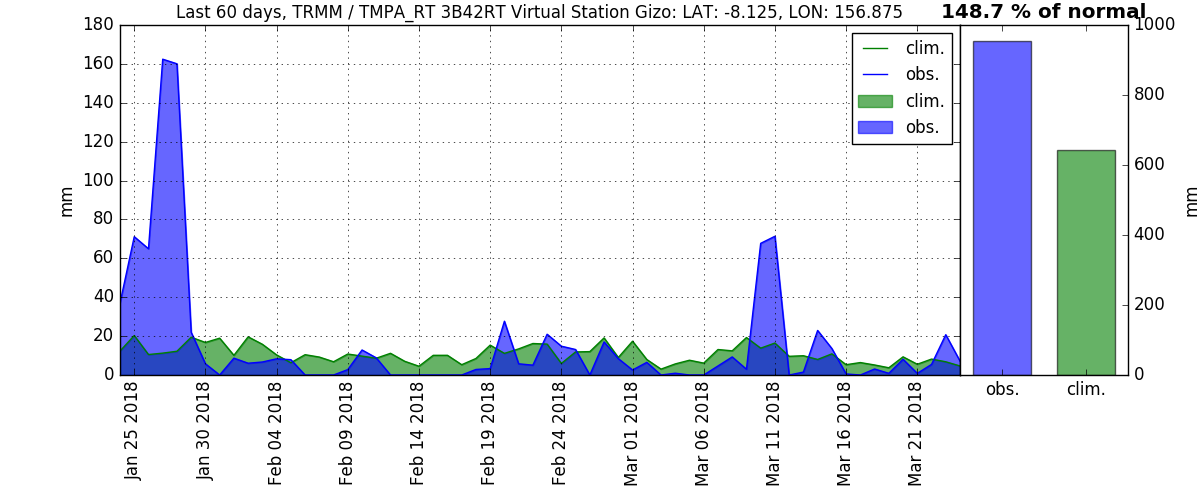 Last 60 days, TRMM / TMPA_RT 3B42RT Virtual Station Gizo: LAT: -8.125, LON: 156.875
148.7 % of normal
180
160
140
120
100
80
60
40
20
0
mm
clim.
obs.
clim.
obs.
Jan 25 2018
Jan 30 2018
Feb 04 2018
Feb 09 2018
Feb 14 2018
Feb 19 2018
Feb 24 2018
Mar 01 2018
Mar 06 2018
Mar 11 2018
Mar 16 2018
Mar 21 2018
1000
800
600
400
200
0
mm
obs.
clim.